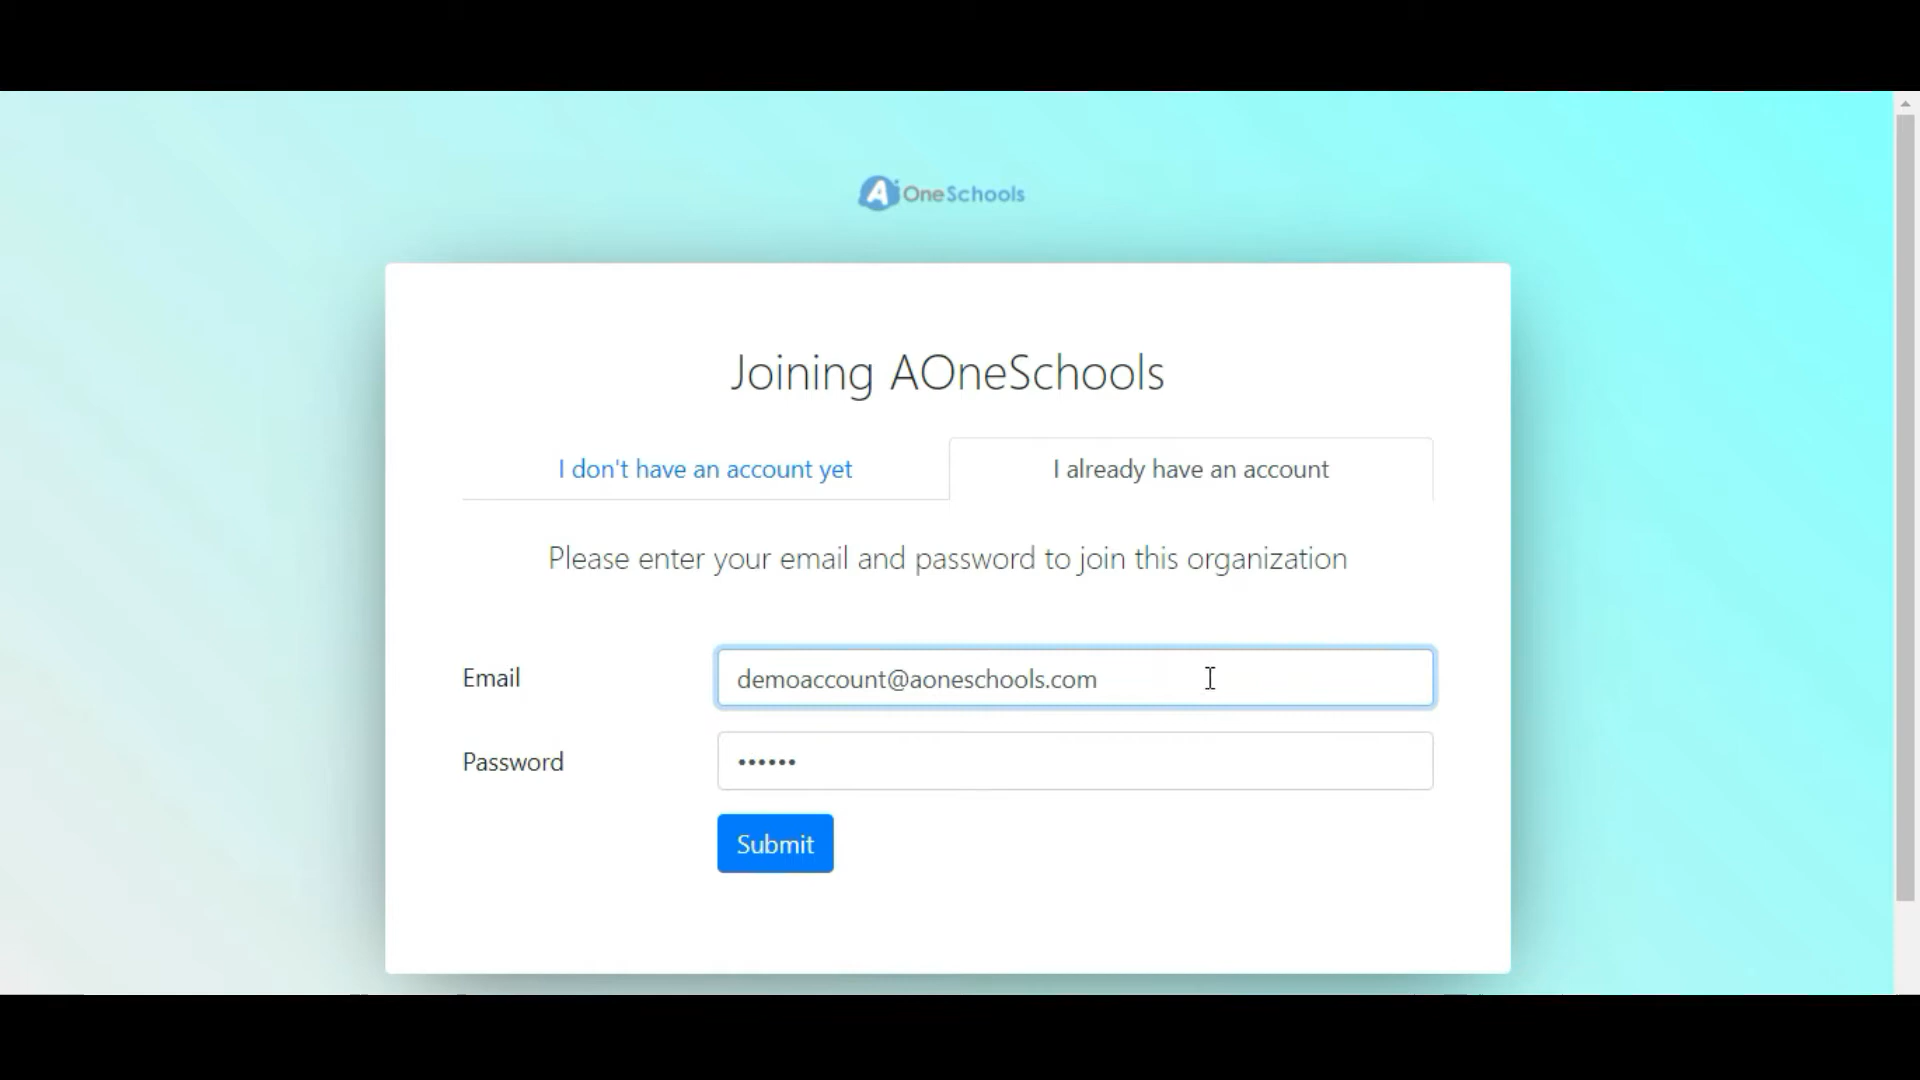 A OneSchools
Joining AOneSchools
I don't have an account yet
I already have an account
Please enter your email and password to join this organization
Email
demoaccount@aoneschools.com
Password
••••••
Submit